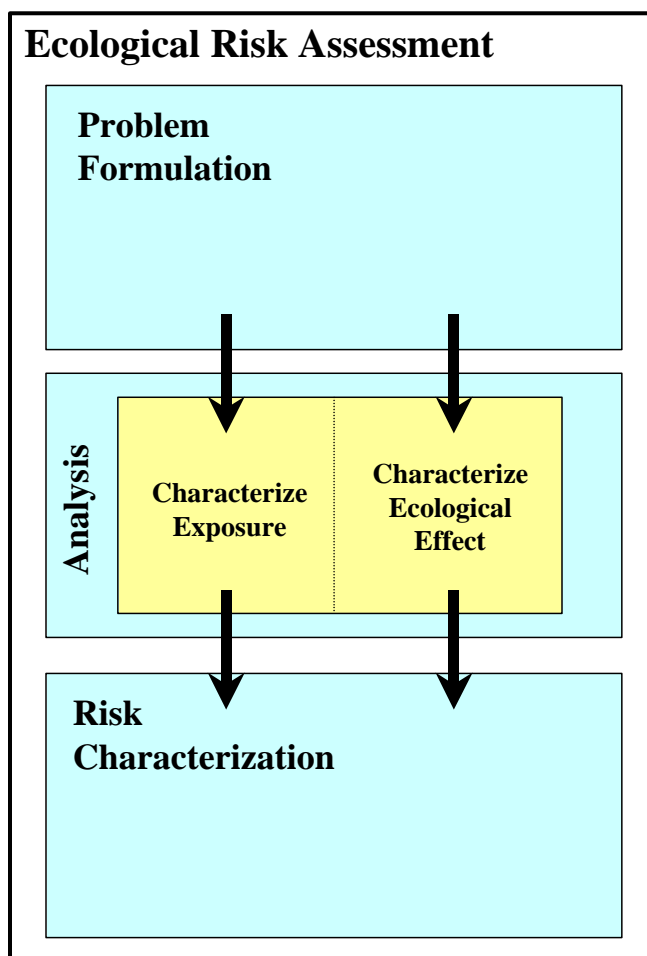 Ecological Risk Assessment
Problem
Formulation
Analysis
Characterize
Exposure
Characterize
Ecological
Effect
Risk
Characterization